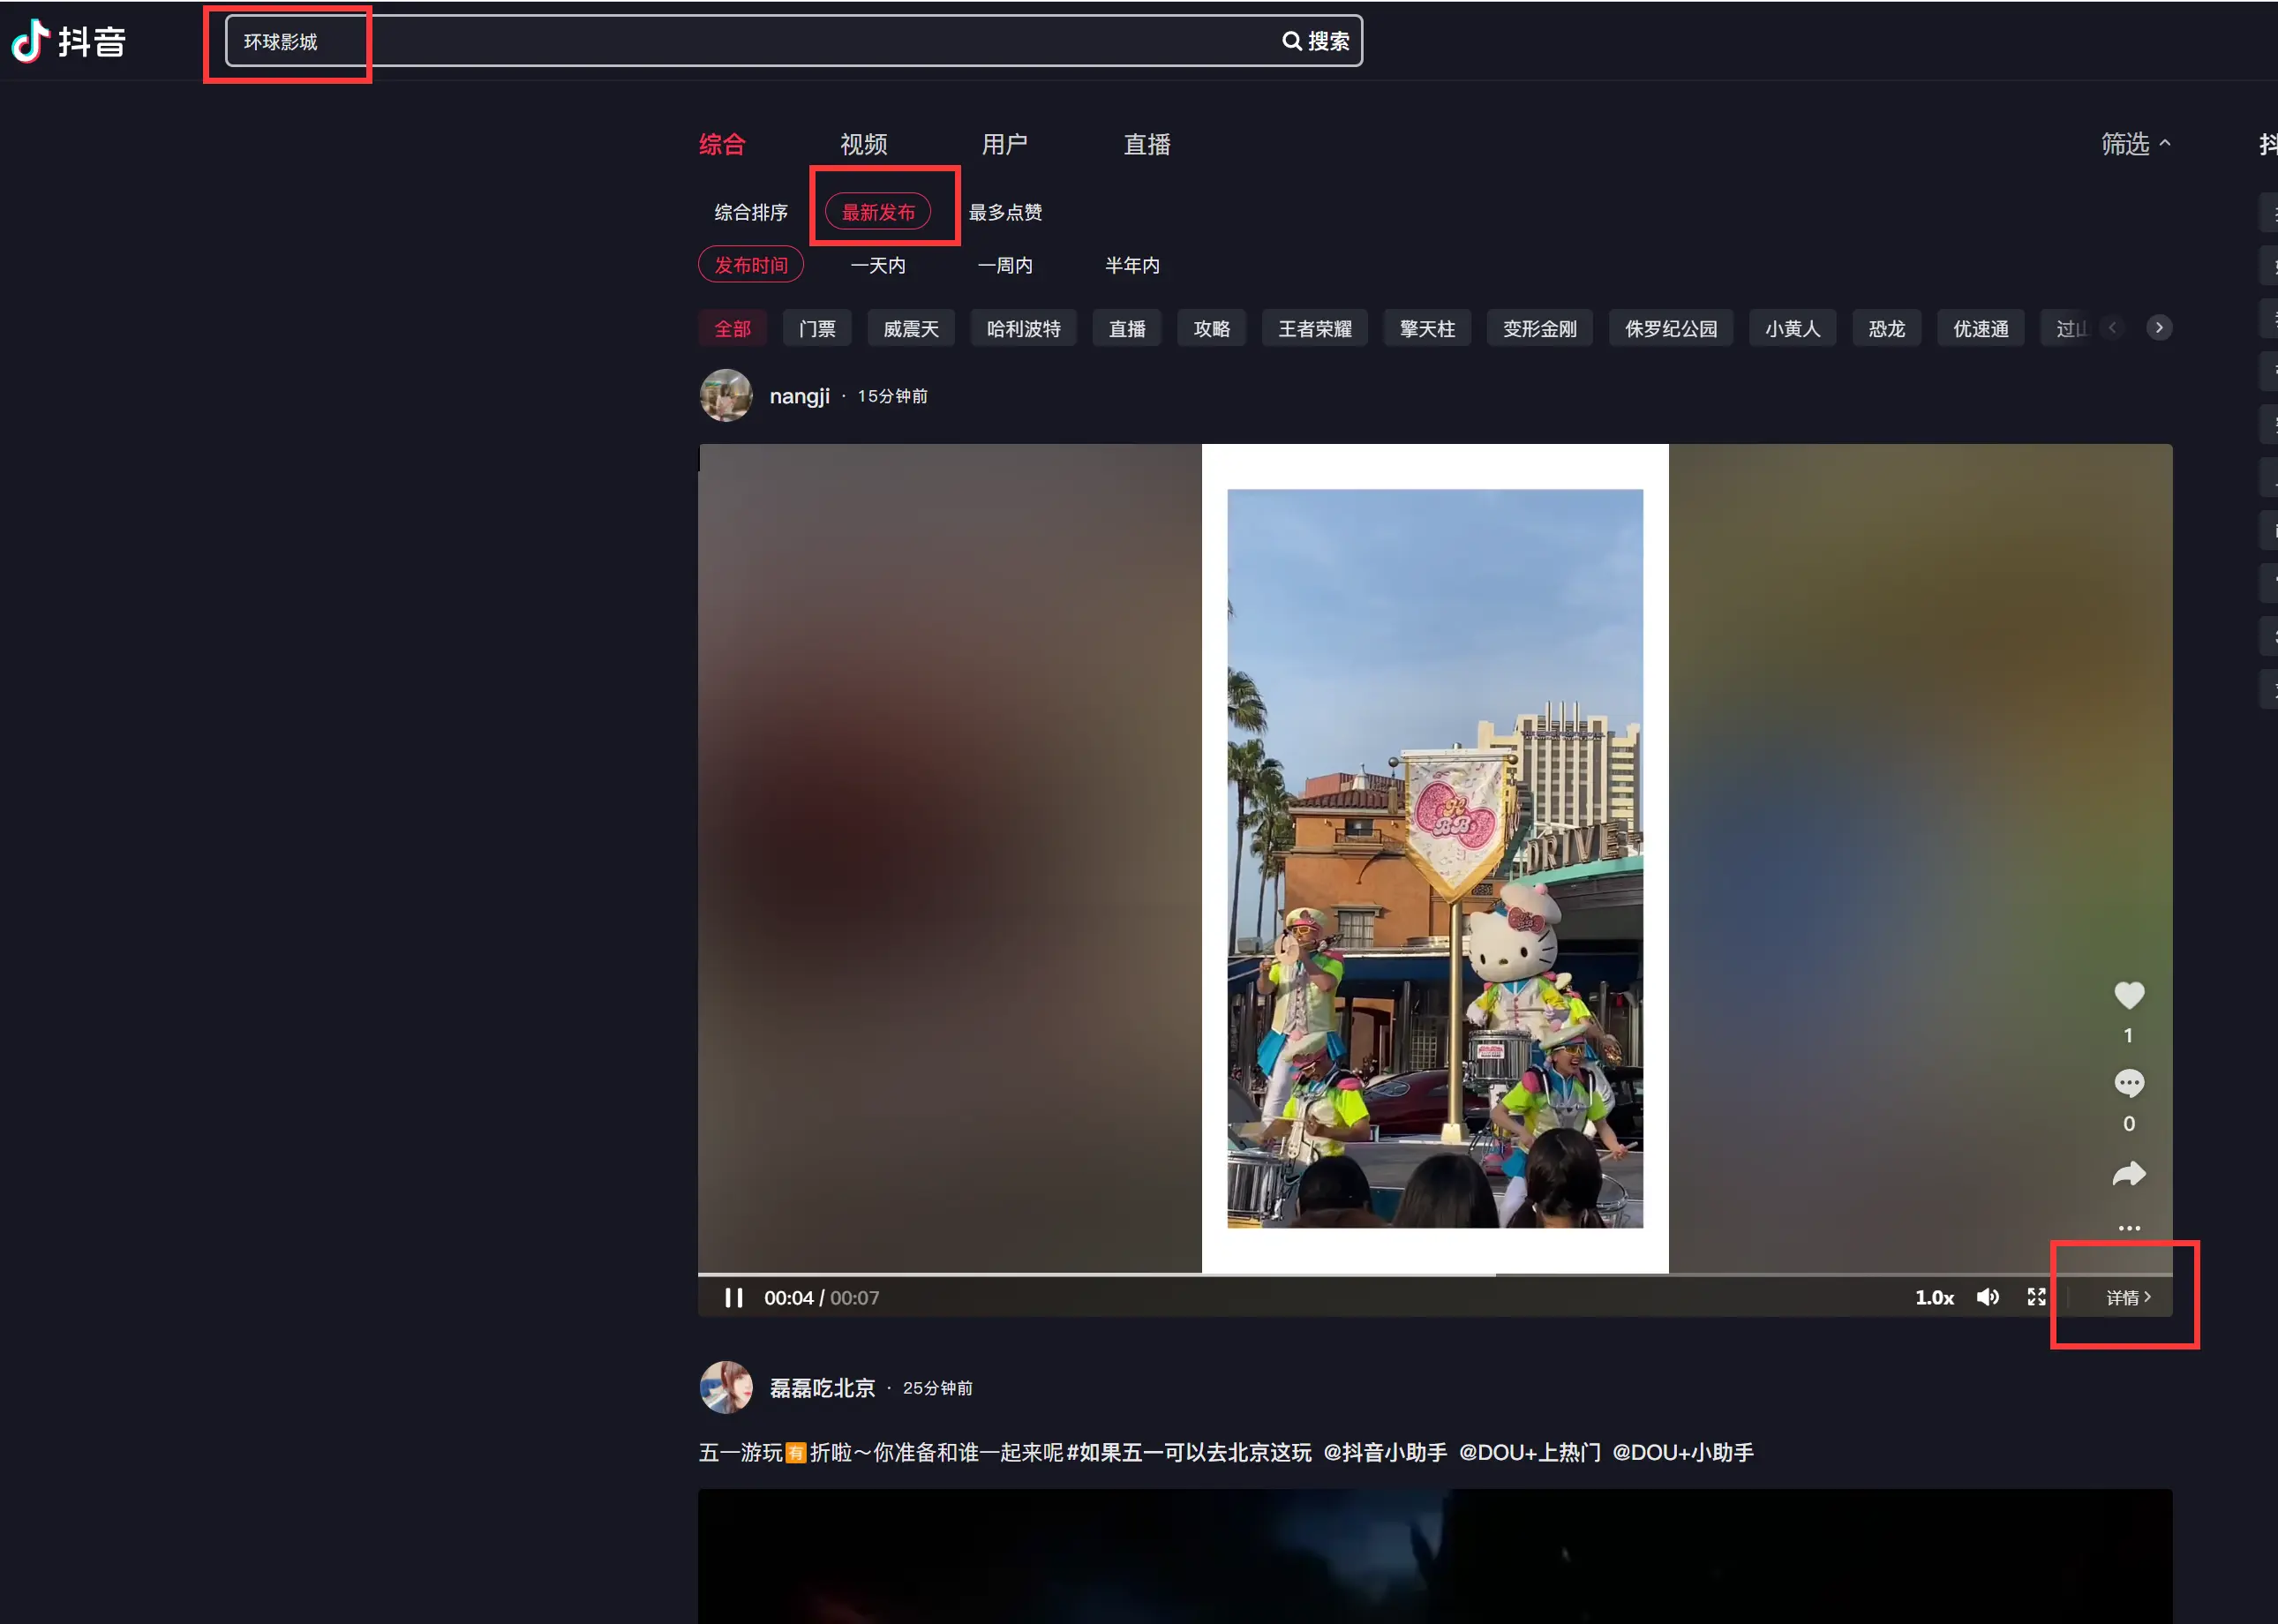 抖音
环球影城
搜索
综合 视频 用户 直播 筛选
综合排序 最新发布 最多点赞
发布时间 一天内 一周内 半年内
全部 门票 威震天 哈利波特 直播 攻略 王者荣耀 擎天柱 变形金刚 侏罗纪公园 小黄人 恐龙 优速通 过山
nangji · 15分钟前
H
BB
DRIVE
1
0
00:04 / 00:07 1.0x 详情
磊磊吃北京 · 25分钟前
五一游玩🈶折啦～你准备和谁一起来呢#如果五一可以去北京这玩 @抖音小助手 @DOU+上热门 @DOU+小助手